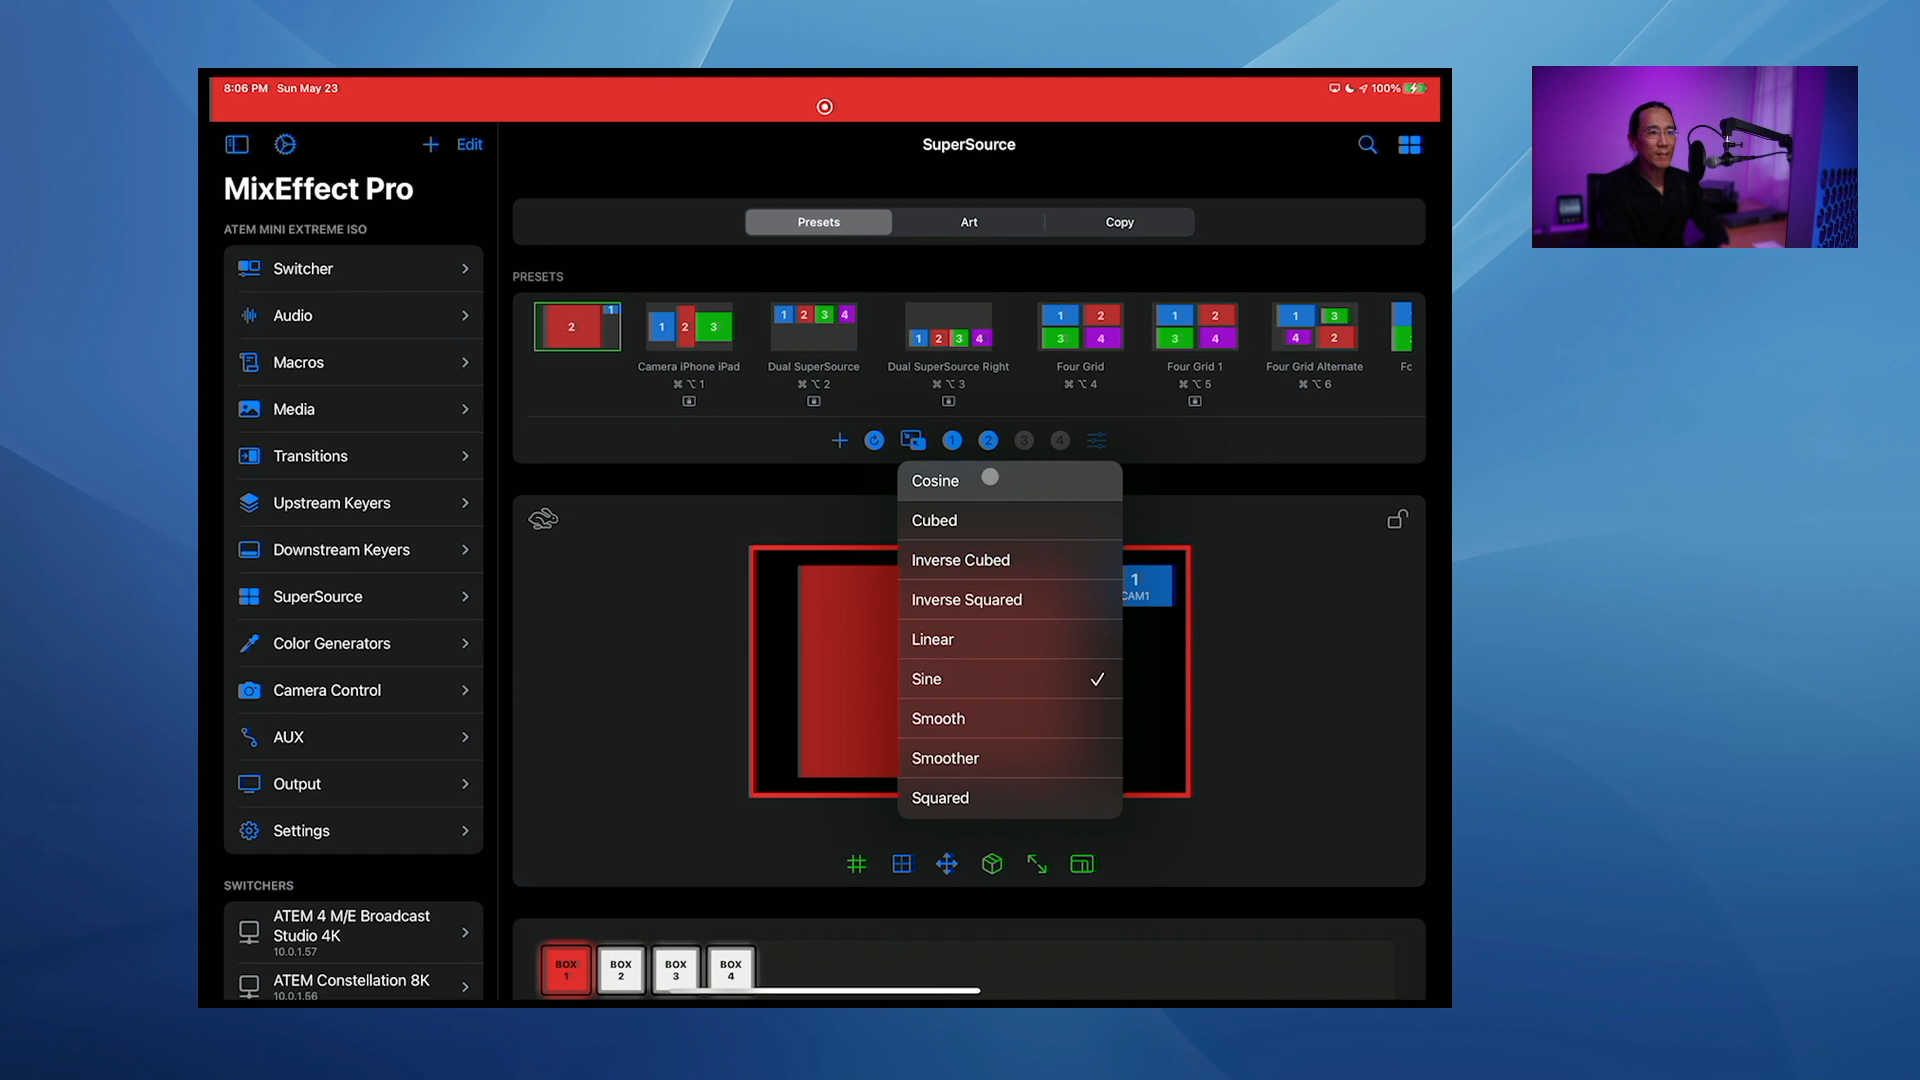 8:06 PM Sun May 23
100%
Edit
SuperSource
MixEffect Pro
ATEM MINI EXTREME ISO
Switcher
Audio
Macros
Media
Transitions
Upstream Keyers
Downstream Keyers
SuperSource
Color Generators
Camera Control
AUX
Output
Settings
SWITCHERS
ATEM 4 M/E Broadcast
Studio 4K
10.0.1.57
ATEM Constellation 8K
10.0.1.56
Presets
Art
Copy
PRESETS
2 1
1 2 3
1 2 3 4
1 2 3 4
1 2
3 4
1 2
3 4
1 3
4 2
Camera iPhone iPad
⌘ ⌥ 1
Dual SuperSource
⌘ ⌥ 2
Dual SuperSource Right
⌘ ⌥ 3
Four Grid
⌘ ⌥ 4
Four Grid 1
⌘ ⌥ 5
Four Grid Alternate
⌘ ⌥ 6
Fo
1 2 3 4
Cosine
Cubed
Inverse Cubed
Inverse Squared
Linear
Sine
Smooth
Smoother
Squared
1
CAM1
BOX
1
BOX
2
BOX
3
BOX
4